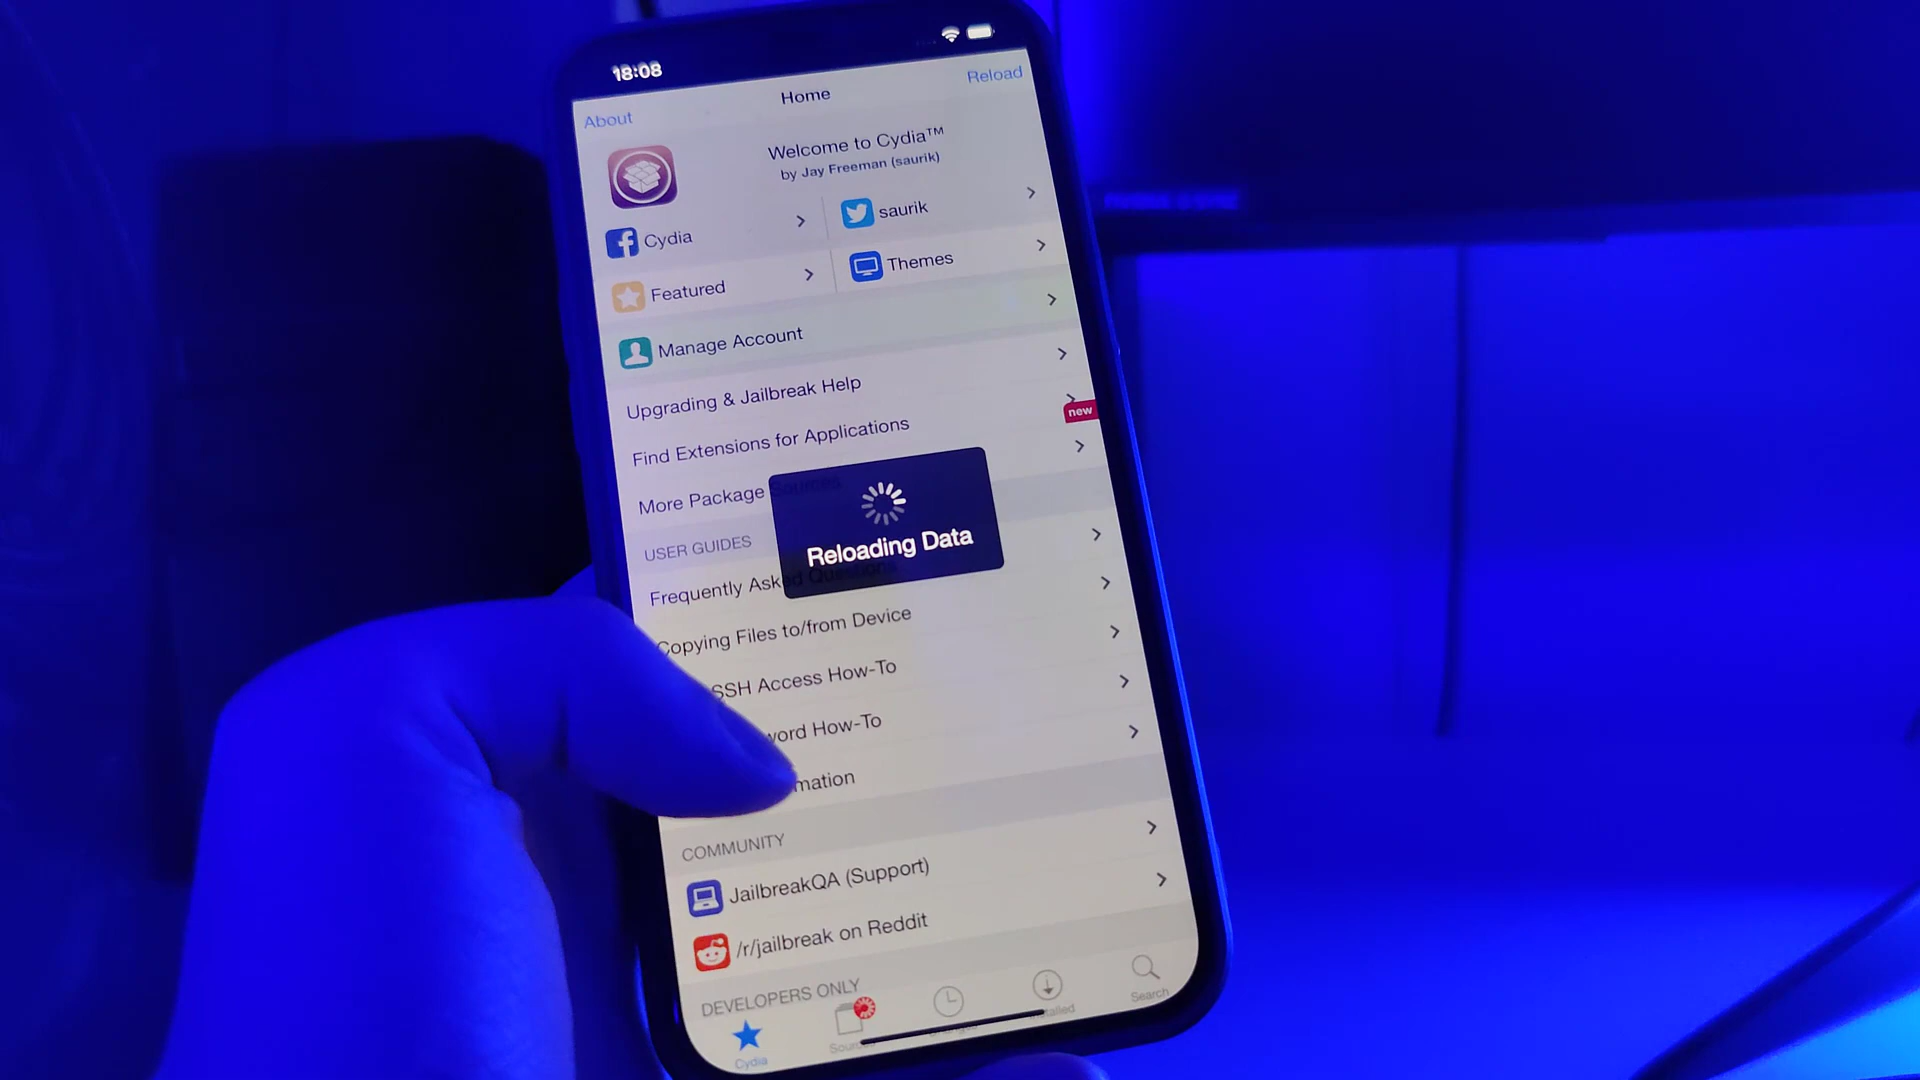 18:08
About
Home
Reload
Welcome to Cydia™
by Jay Freeman (saurik)
Cydia
saurik
Featured
Themes
Manage Account
Upgrading & Jailbreak Help
Find Extensions for Applications
new
More Package Sources
Reloading Data
USER GUIDES
Frequently Asked Questions
Copying Files to/from Device
SSH Access How-To
word How-To
mation
COMMUNITY
JailbreakQA (Support)
/r/jailbreak on Reddit
DEVELOPERS ONLY
Cydia
Search